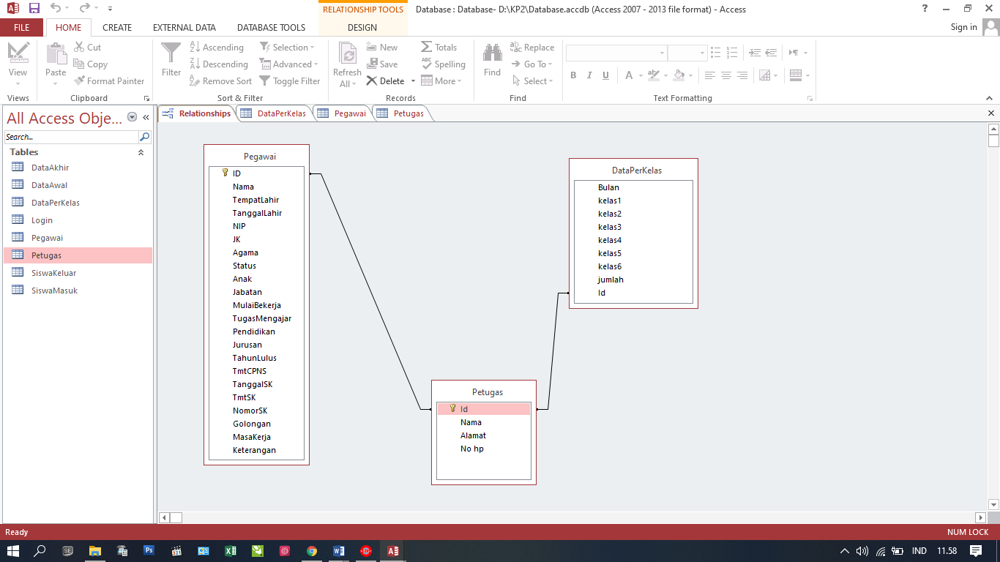 RELATIONSHIP TOOLS
Database : Database- D:\KP2\Database.accdb (Access 2007 - 2013 file format) - Access
?
FILE HOME CREATE EXTERNAL DATA DATABASE TOOLS DESIGN Sign in
View
Views
Paste
Cut
Copy
Format Painter
Clipboard
Filter
Ascending
Descending
Remove Sort
Selection
Advanced
Toggle Filter
Sort & Filter
Refresh
All
New
Save
Delete
Totals
Spelling
More
Records
Find
Replace
Go To
Select
Find
B I U A
Text Formatting
All Access Obje...
Search...
Tables
DataAkhir
DataAwal
DataPerKelas
Login
Pegawai
Petugas
SiswaKeluar
SiswaMasuk
Relationships DataPerKelas Pegawai Petugas
Pegawai
ID
Nama
TempatLahir
TanggalLahir
NIP
JK
Agama
Status
Anak
Jabatan
MulaiBekerja
TugasMengajar
Pendidikan
Jurusan
TahunLulus
TmtCPNS
TanggalSK
TmtSK
NomorSK
Golongan
MasaKerja
Keterangan
Petugas
Id
Nama
Alamat
No hp
DataPerKelas
Bulan
kelas1
kelas2
kelas3
kelas4
kelas5
kelas6
jumlah
Id
Ready
NUM LOCK
IND 11.58